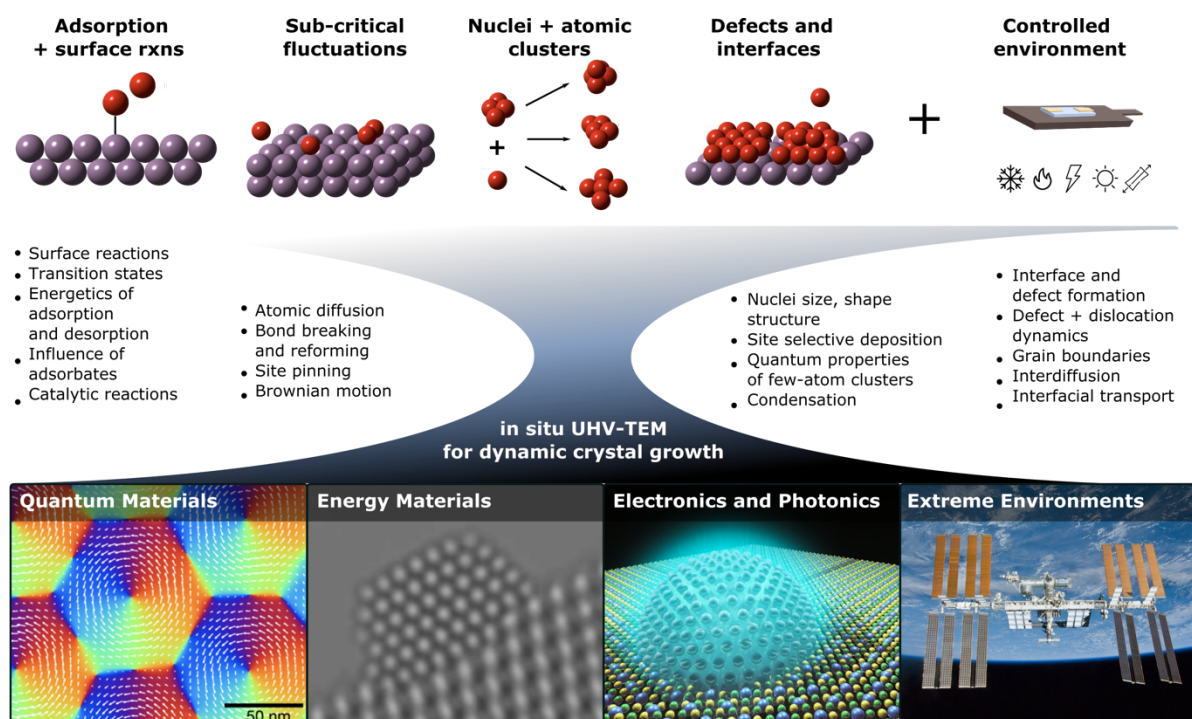 Adsorption
+ surface rxns
Sub-critical
fluctuations
Nuclei + atomic
clusters
Defects and
interfaces
Controlled
environment
+
+
• Surface reactions
• Transition states
• Energetics of
adsorption
and desorption
• Influence of
adsorbates
• Catalytic reactions
• Atomic diffusion
• Bond breaking
and reforming
• Site pinning
• Brownian motion
• Nuclei size, shape
structure
• Site selective deposition
• Quantum properties
of few-atom clusters
• Condensation
• Interface and
defect formation
• Defect + dislocation
dynamics
• Grain boundaries
• Interdiffusion
• Interfacial transport
in situ UHV-TEM
for dynamic crystal growth
Quantum Materials
Energy Materials
Electronics and Photonics
Extreme Environments
50 nm